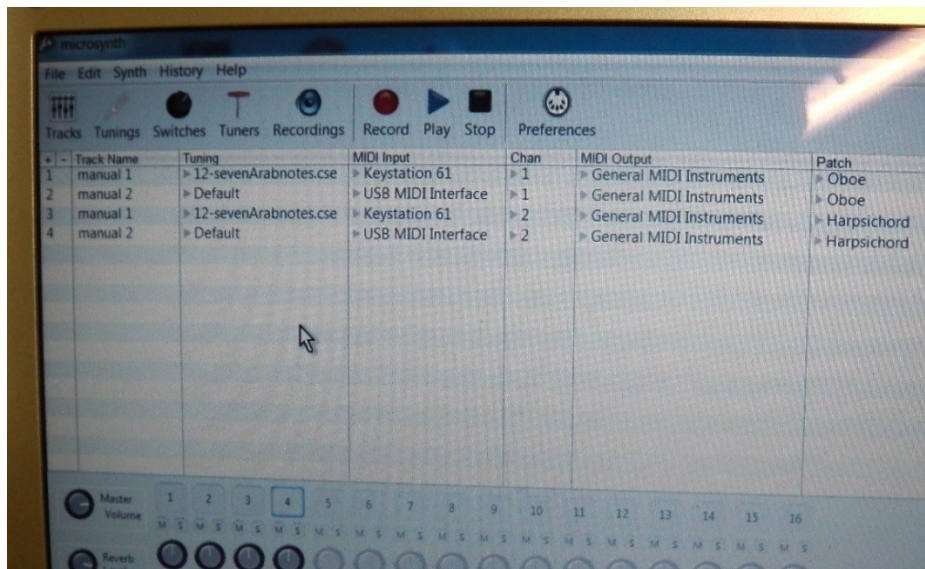 microsynth
File Edit Synth History Help
Tracks Tunings Switches Tuners Recordings Record Play Stop Preferences
+ - Track Name Tuning MIDI Input Chan MIDI Output Patch
1 manual 1 12-sevenArabnotes.cse Keystation 61 1 General MIDI Instruments Oboe
2 manual 2 Default USB MIDI Interface 1 General MIDI Instruments Oboe
3 manual 1 12-sevenArabnotes.cse Keystation 61 2 General MIDI Instruments Harpsichord
4 manual 2 Default USB MIDI Interface 2 General MIDI Instruments Harpsichord
Master Volume 1 2 3 4 5 6 7 8 9 10 11 12 13 14 15 16
M S M S M S M S M S M S M S M S M S M S M S M S M S M S M S M S
Reverb